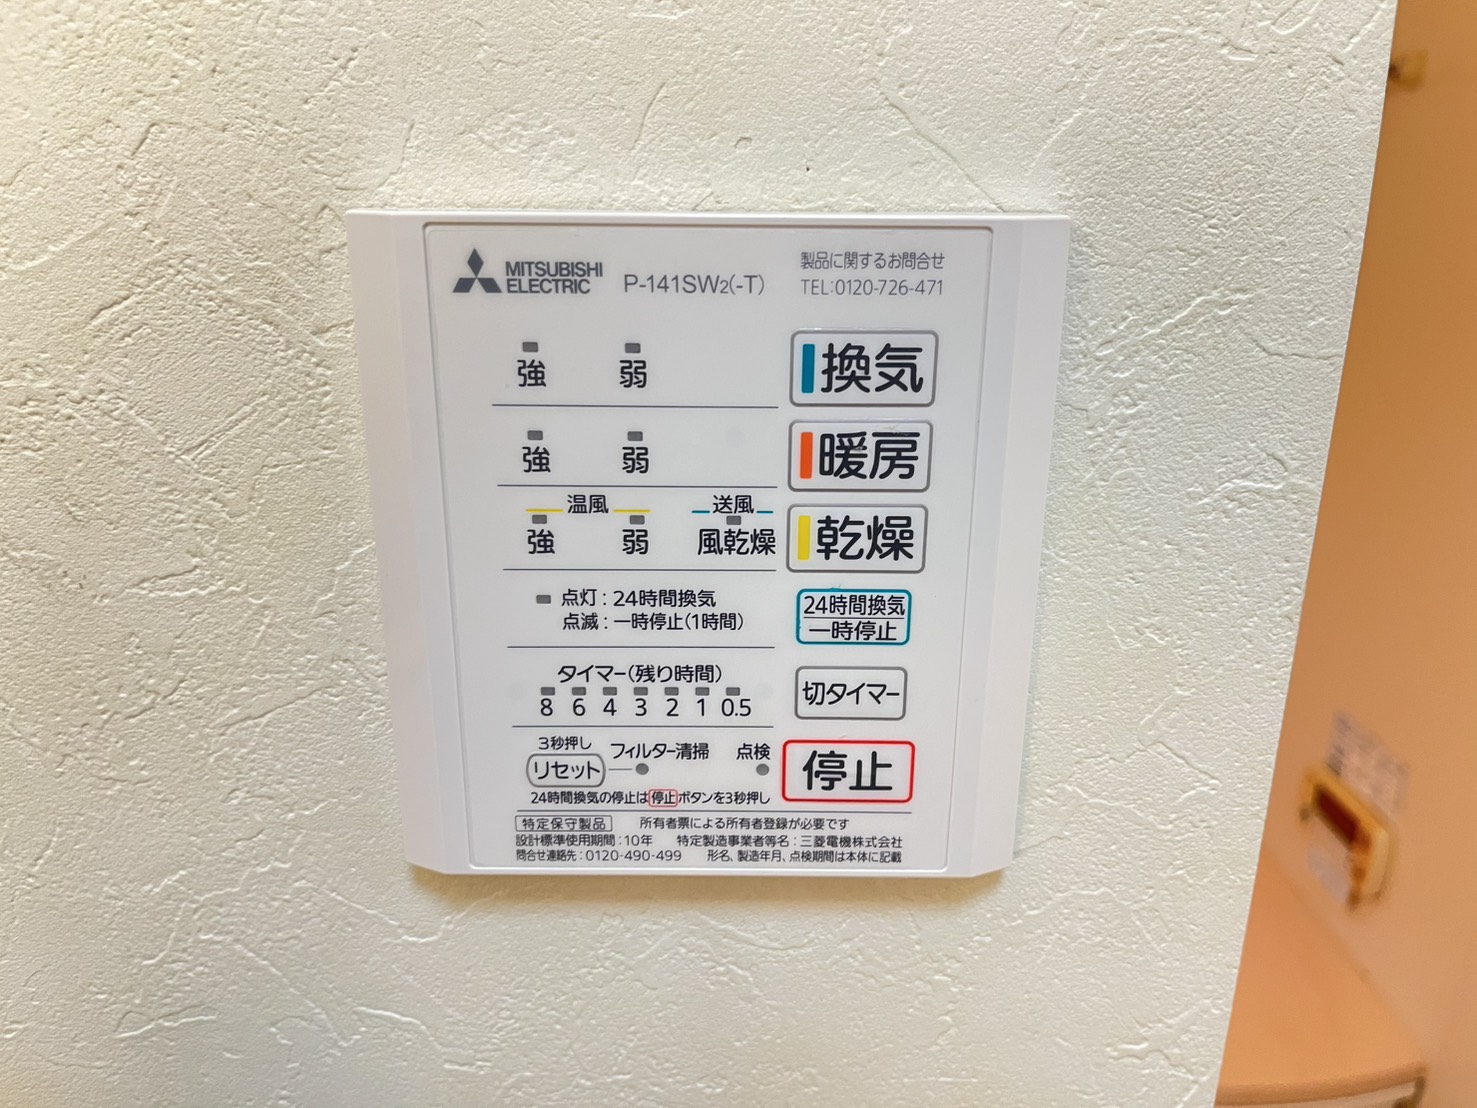 MITSUBISHI ELECTRIC P-141SW2(-T)
製品に関するお問合せ
TEL:0120-726-471
強 弱 換気
強 弱 暖房
温風 送風
強 弱 風乾燥 乾燥
点灯:24時間換気
点滅:一時停止(1時間)
24時間換気
一時停止
タイマー(残り時間)
8 6 4 3 2 1 0.5
切タイマー
3秒押し
リセット フィルター清掃 点検
停止
24時間換気の停止は停止ボタンを3秒押し
特定保守製品 所有者票による所有者登録が必要です
設計標準使用期間:10年 特定製造事業者等名:三菱電機株式会社
問合せ連絡先:0120-490-499 形名、製造年月、点検期間は本体に記載